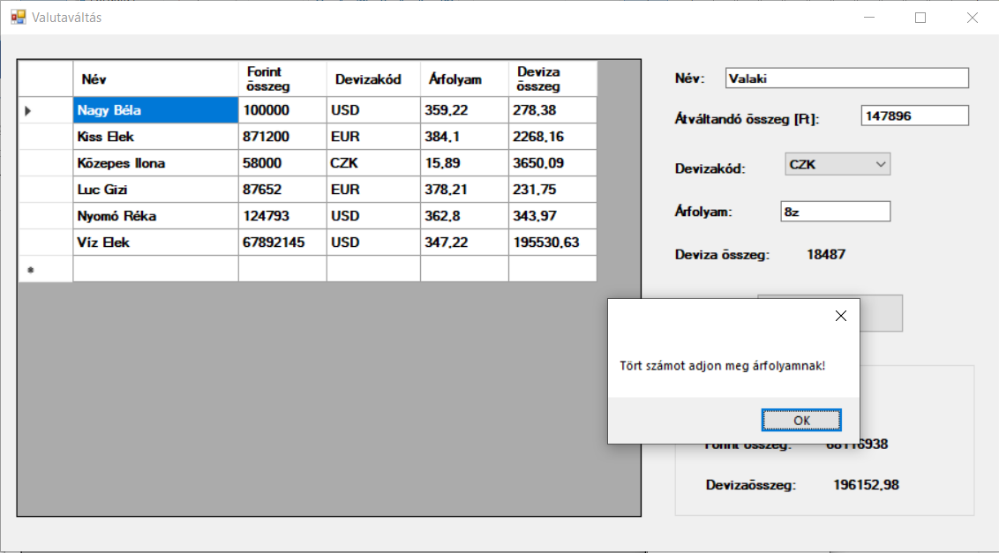 Valutaváltás
Név Forint összeg Devizakód Árfolyam Deviza összeg
Nagy Béla 100000 USD 359,22 278,38
Kiss Elek 871200 EUR 384,1 2268,16
Közepes Ilona 58000 CZK 15,89 3650,09
Luc Gizi 87652 EUR 378,21 231,75
Nyomó Réka 124793 USD 362,8 343,97
Víz Elek 67892145 USD 347,22 195530,63
Név: Valaki
Átváltandó összeg [Ft]: 147896
Devizakód: CZK
Árfolyam: 8z
Deviza összeg: 18487
Tört számot adjon meg árfolyamnak!
OK
Forint összeg: 68116938
Devizaösszeg: 196152,98